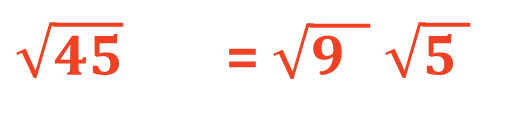 √45 = √9 √5